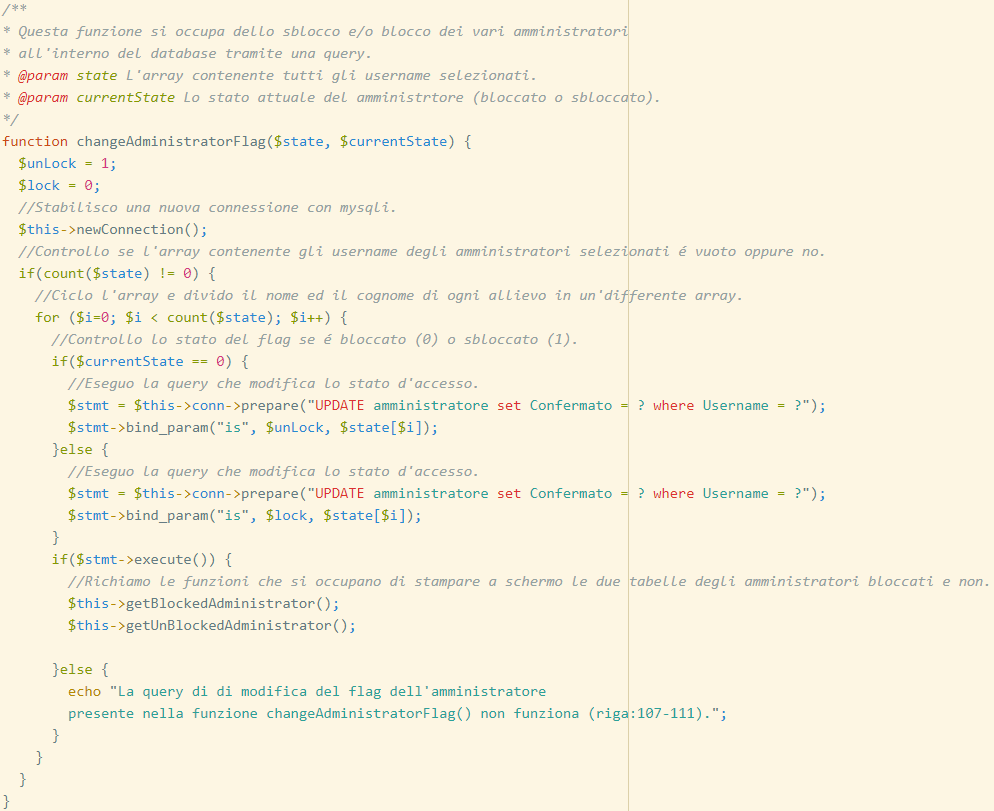 /**
* Questa funzione si occupa dello sblocco e/o blocco dei vari amministratori
* all'interno del database tramite una query.
* @param state L'array contenente tutti gli username selezionati.
* @param currentState Lo stato attuale del amministrtore (bloccato o sbloccato).
*/
function changeAdministratorFlag($state, $currentState) {
  $unLock = 1;
  $lock = 0;
  //Stabilisco una nuova connessione con mysqli.
  $this->newConnection();
  //Controllo se l'array contenente gli username degli amministratori selezionati é vuoto oppure no.
  if(count($state) != 0) {
    //Ciclo l'array e divido il nome ed il cognome di ogni allievo in un'differente array.
    for ($i=0; $i < count($state); $i++) {
      //Controllo lo stato del flag se é bloccato (0) o sbloccato (1).
      if($currentState == 0) {
        //Eseguo la query che modifica lo stato d'accesso.
        $stmt = $this->conn->prepare("UPDATE amministratore set Confermato = ? where Username = ?");
        $stmt->bind_param("is", $unLock, $state[$i]);
      }else {
        //Eseguo la query che modifica lo stato d'accesso.
        $stmt = $this->conn->prepare("UPDATE amministratore set Confermato = ? where Username = ?");
        $stmt->bind_param("is", $lock, $state[$i]);
      }
      if($stmt->execute()) {
        //Richiamo le funzioni che si occupano di stampare a schermo le due tabelle degli amministratori bloccati e non.
        $this->getBlockedAdministrator();
        $this->getUnBlockedAdministrator();

      }else {
        echo "La query di di modifica del flag dell'amministratore
        presente nella funzione changeAdministratorFlag() non funziona (riga:107-111).";
      }
    }
  }
}